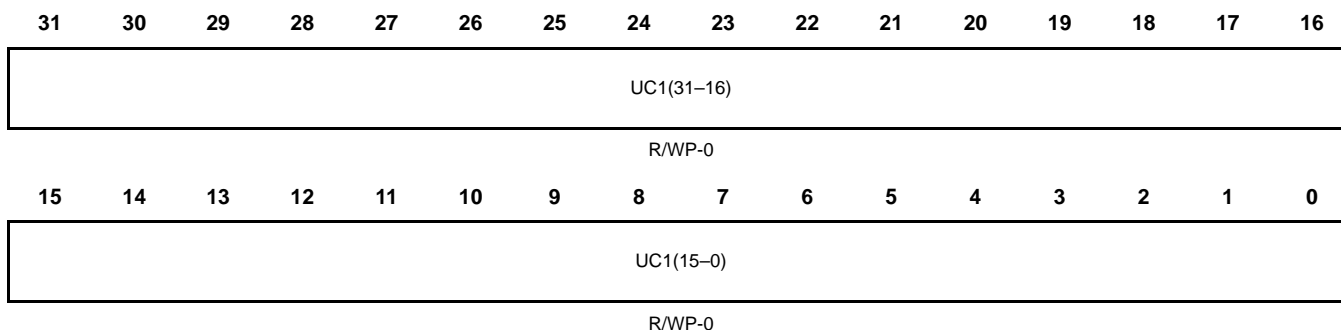 31 30 29 28 27 26 25 24 23 22 21 20 19 18 17 16
UC1(31–16)
R/WP-0
15 14 13 12 11 10 9 8 7 6 5 4 3 2 1 0
UC1(15–0)
R/WP-0